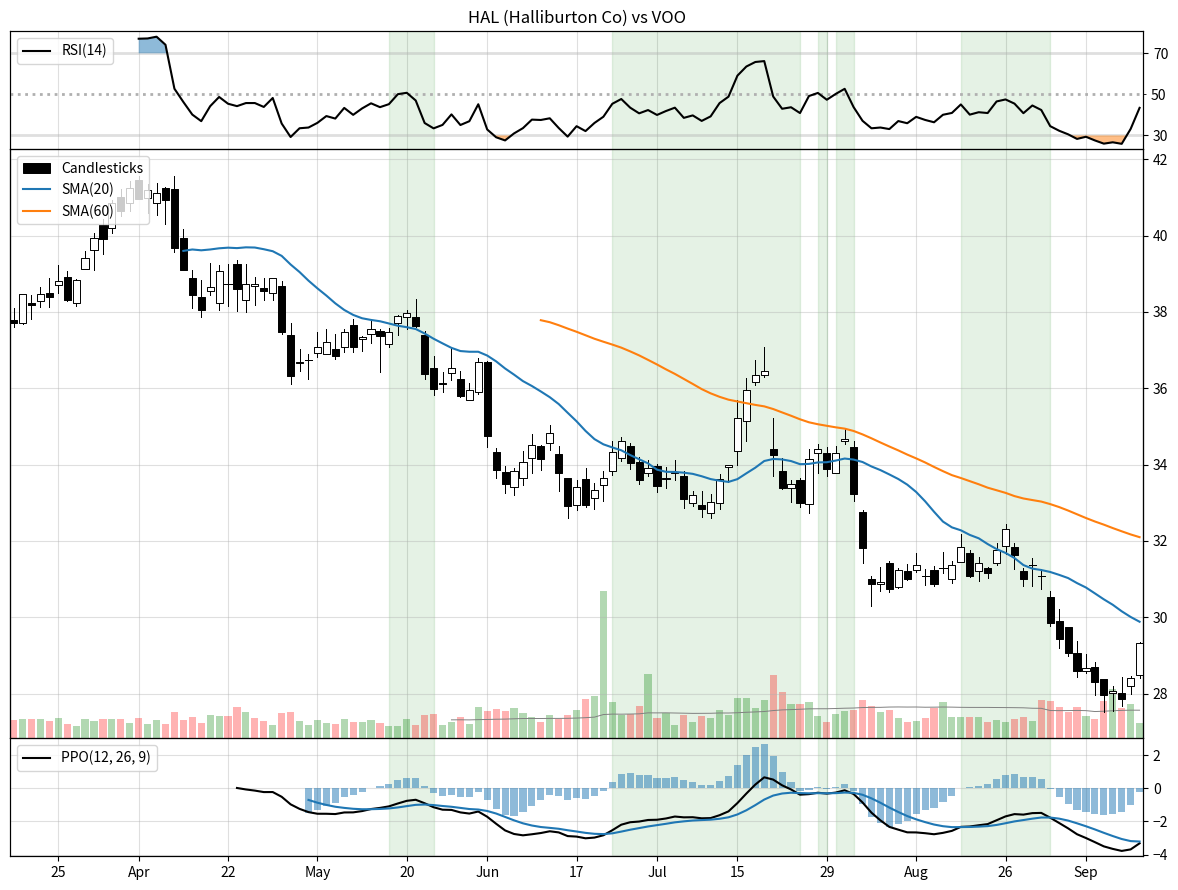 HAL (Halliburton Co) vs VOO
RSI(14)
70
50
30
Candlesticks
SMA(20)
SMA(60)
42
40
38
36
34
32
30
28
PPO(12, 26, 9)
2
0
−2
−4
25 Apr 22 May 20 Jun 17 Jul 15 29 Aug 26 Sep